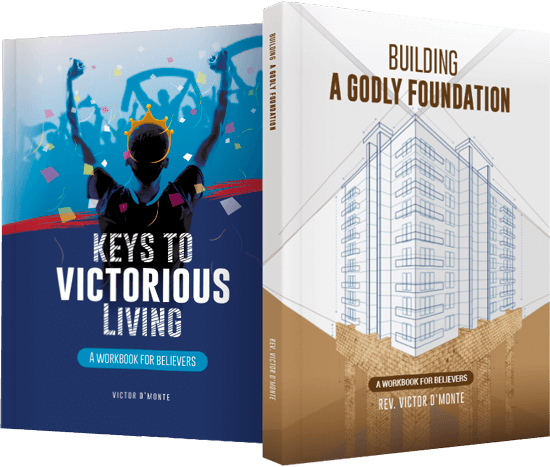 KEYS TO
VICTORIOUS
LIVING
A WORKBOOK FOR BELIEVERS
VICTOR D'MONTE
BUILDING A GODLY FOUNDATION
REV. VICTOR D'MONTE
BUILDING
A GODLY FOUNDATION
A WORKBOOK FOR BELIEVERS
REV. VICTOR D'MONTE